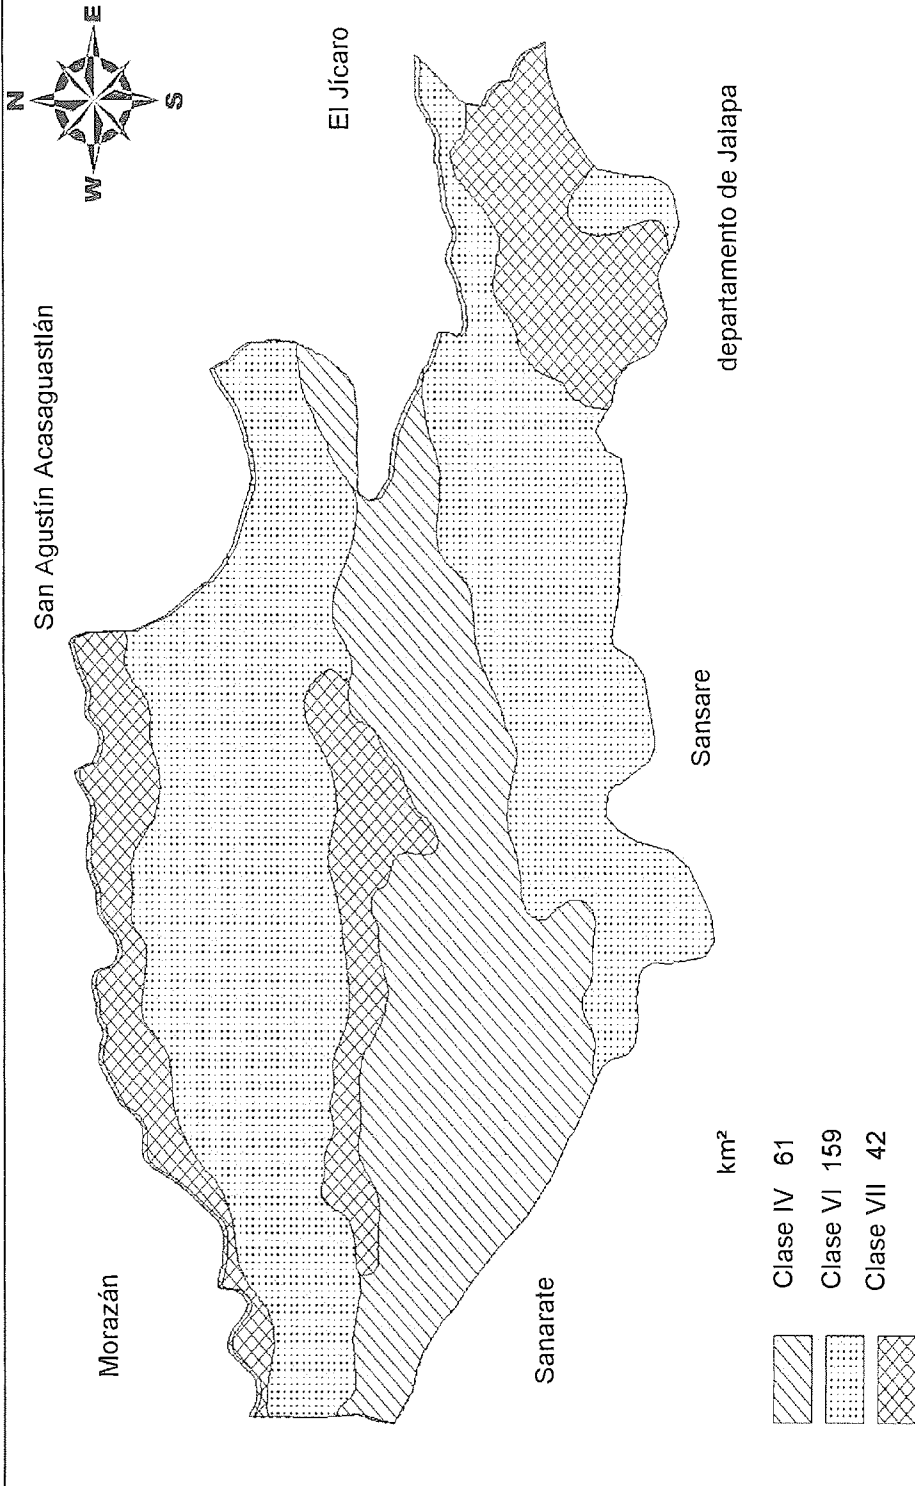 N
W
E
S
San Agustín Acasaguastlán
El Jícaro
Morazán
Sanarate
Sansare
departamento de Jalapa
km²
Clase IV 61
Clase VI 159
Clase VII 42